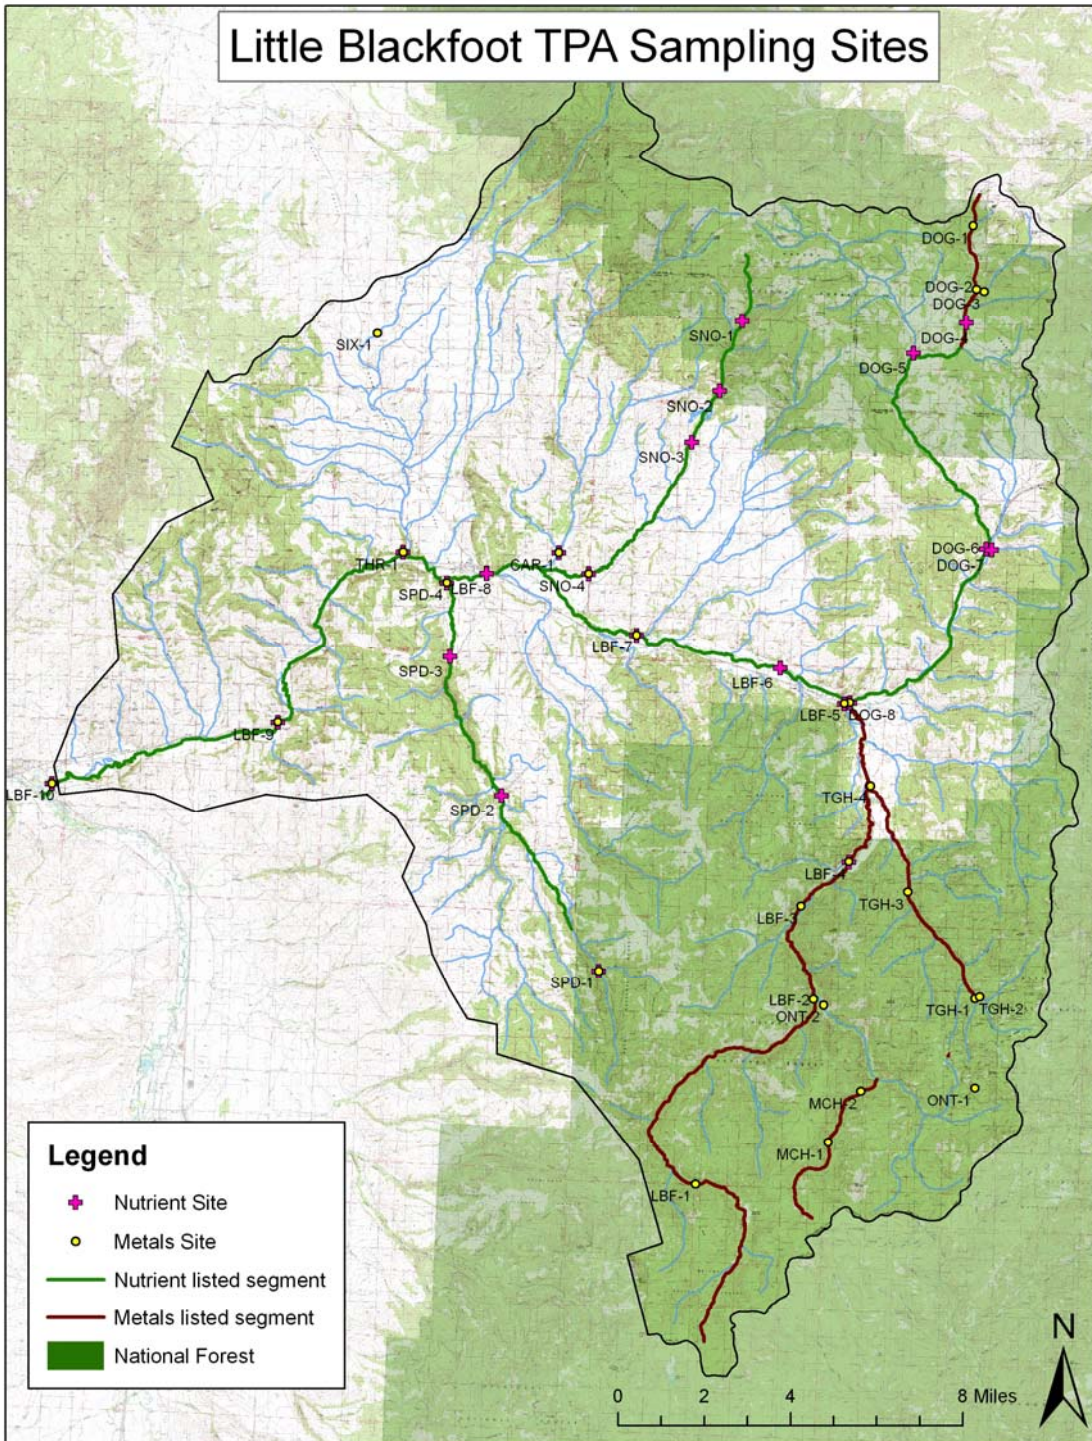 Little Blackfoot TPA Sampling Sites
DOG-1
DOG-2
DOG-3
DOG-4
DOG-5
SNO-1
SIX-1
SNO-2
SNO-3
THR-1
CAR-1
DOG-6
DOG-7
SPD-4
LBF-8
SNO-4
LBF-7
SPD-3
LBF-6
LBF-5
DOG-8
LBF-9
LBF-10
TGH-4
SPD-2
LBF-4
TGH-3
LBF-3
SPD-1
LBF-2
ONT-2
TGH-1
TGH-2
MCH-2
ONT-1
MCH-1
LBF-1
Legend
Nutrient Site
Metals Site
Nutrient listed segment
Metals listed segment
National Forest
N
0 2 4 8 Miles